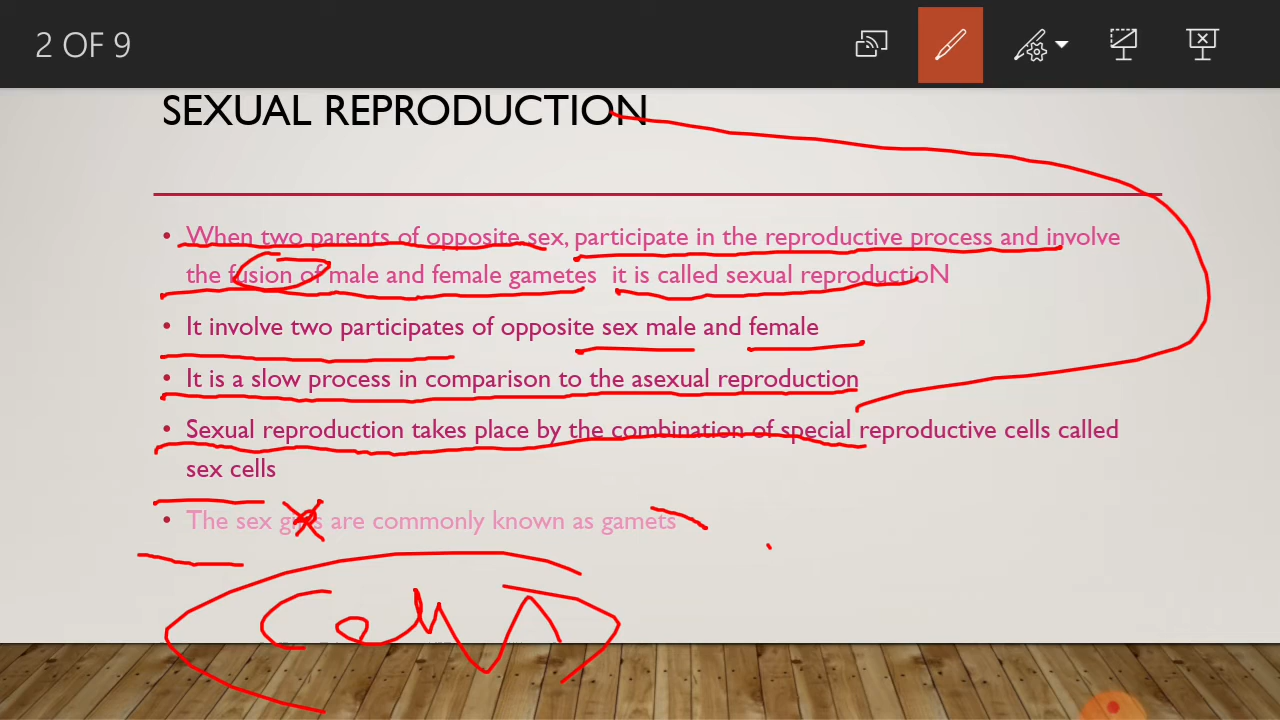 2 OF 9
SEXUAL REPRODUCTION
• When two parents of opposite sex, participate in the reproductive process and involve
the fusion of male and female gametes it is called sexual reproductioN
• It involve two participates of opposite sex male and female
• It is a slow process in comparison to the asexual reproduction
• Sexual reproduction takes place by the combination of special reproductive cells called
sex cells
• The sex are commonly known as gamets